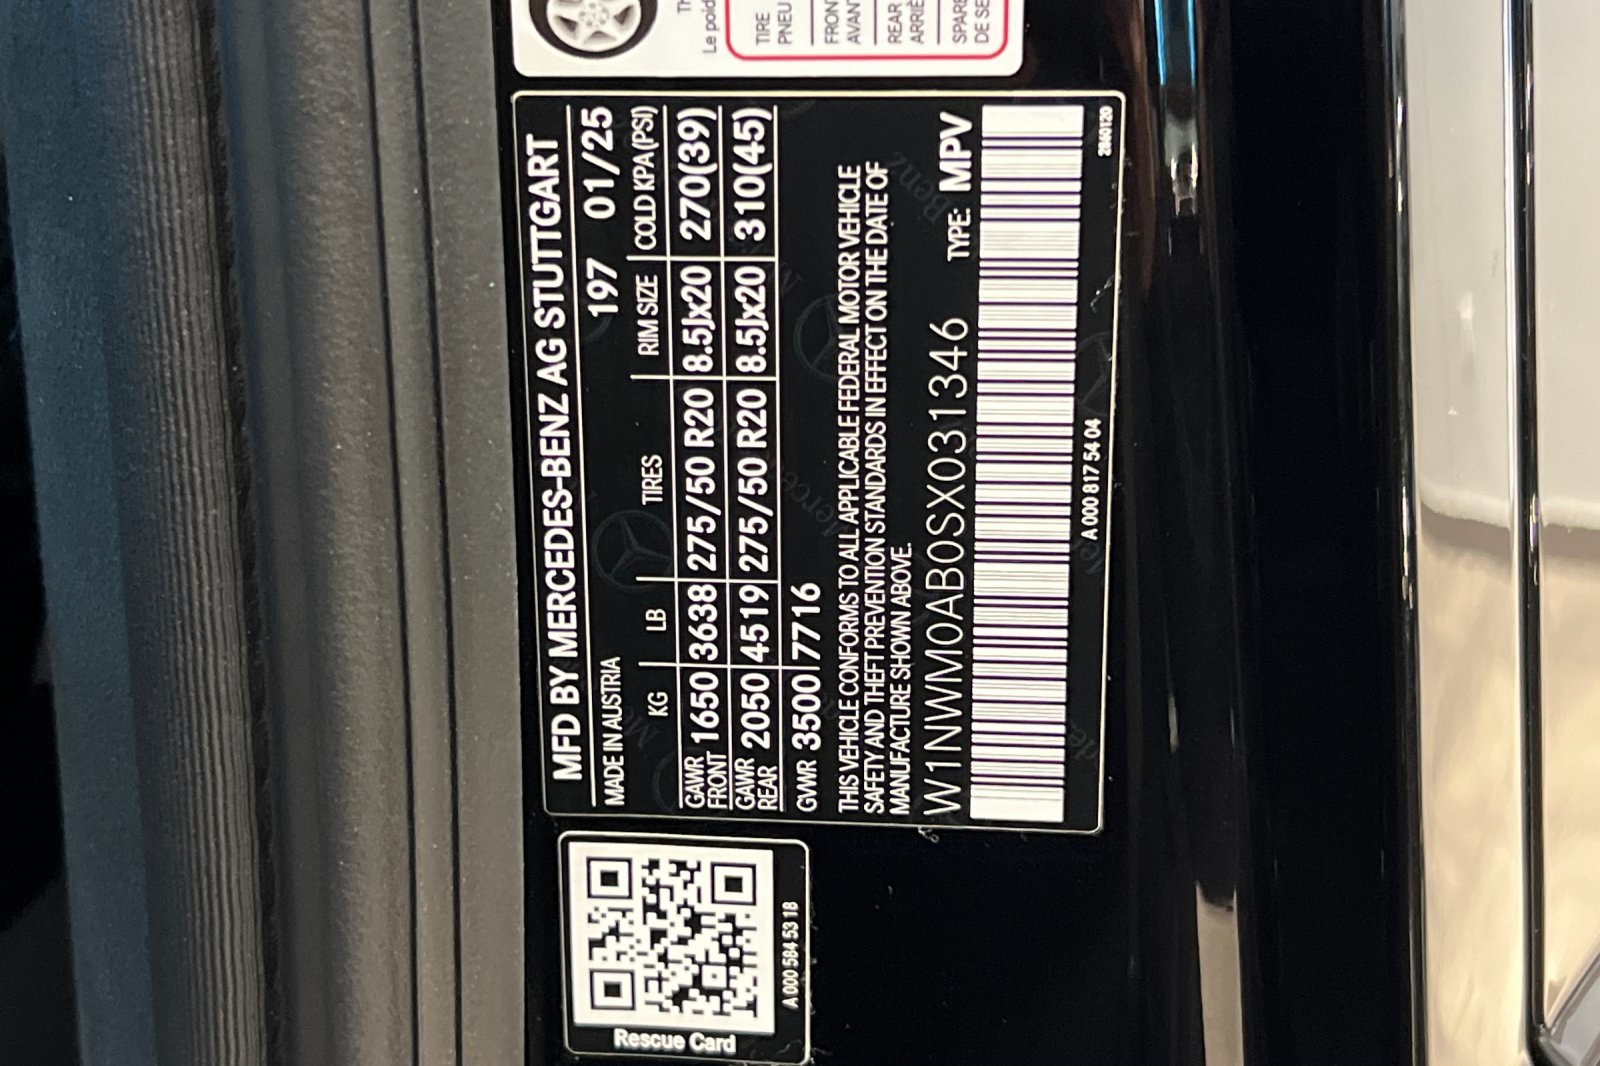 MFD BY MERCEDES-BENZ AG STUTTGART
MADE IN AUSTRIA 197 01/25
KG LB TIRES RIM SIZE COLD KPA(PSI)
GAWR FRONT 1650 3638 275/50 R20 8.5Jx20 270(39)
GAWR REAR 2050 4519 275/50 R20 8.5Jx20 310(45)
GVWR 3500 7716
THIS VEHICLE CONFORMS TO ALL APPLICABLE FEDERAL MOTOR VEHICLE
SAFETY AND THEFT PREVENTION STANDARDS IN EFFECT ON THE DATE OF
MANUFACTURE SHOWN ABOVE.
W1NWM0AB0SX031346 TYPE: MPV
A 000 817 54 04 260120
Rescue Card
A 000 584 53 18
Le poid
TIRE
PNEU
FRONT
AVANT
REAR
SPARE
DE SE